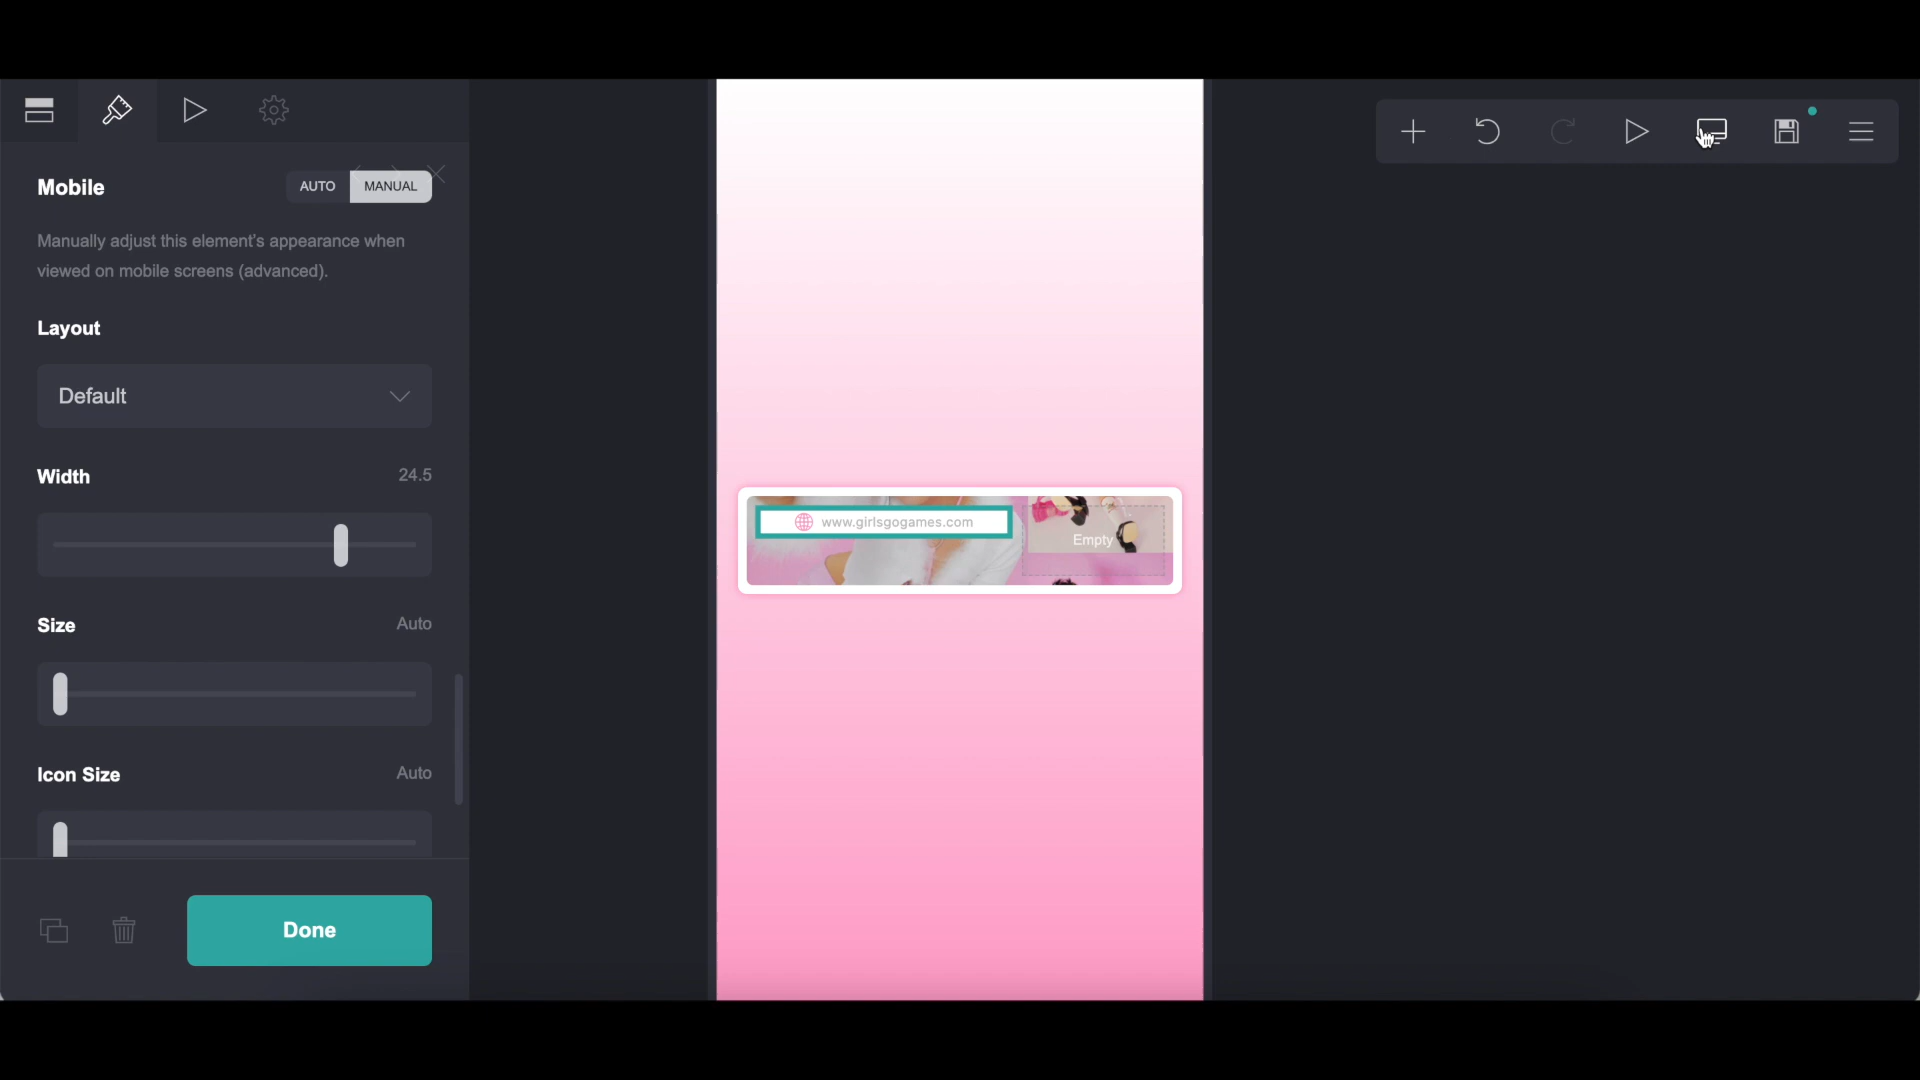 Mobile
AUTO
MANUAL
Manually adjust this element's appearance when
viewed on mobile screens (advanced).
Layout
Default
Width
24.5
Size
Auto
Icon Size
Auto
Done
www.girlsgogames.com
Empty